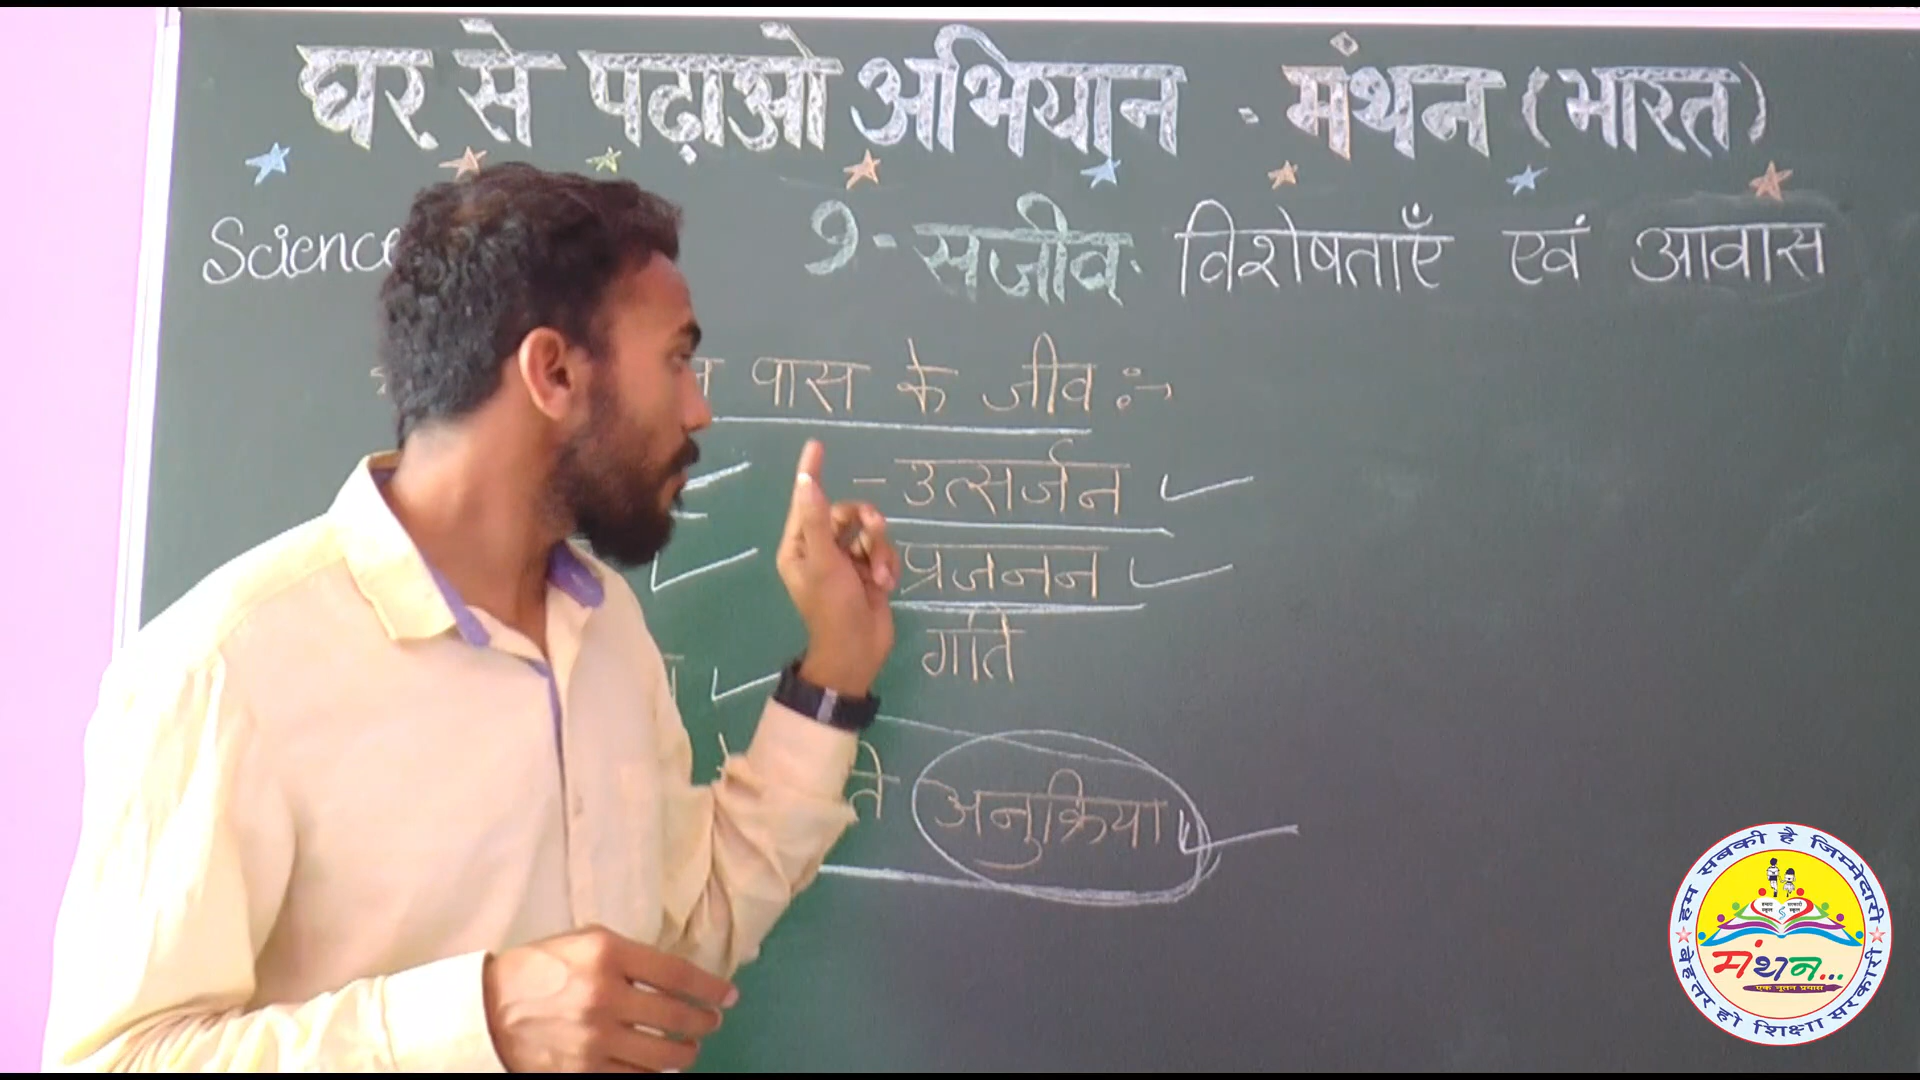 घर से पढ़ाओ अभियान - मंथन (भारत)
Science
9 - सजीव - विशेषताएँ एवं आवास
पास के जीव :-
- उत्सर्जन
प्रजनन
गति
अनुक्रिया
हम सबकी है जिम्मेदारी
मंथन...
एक नूतन प्रयास
बेहतर हो शिक्षा सरकारी